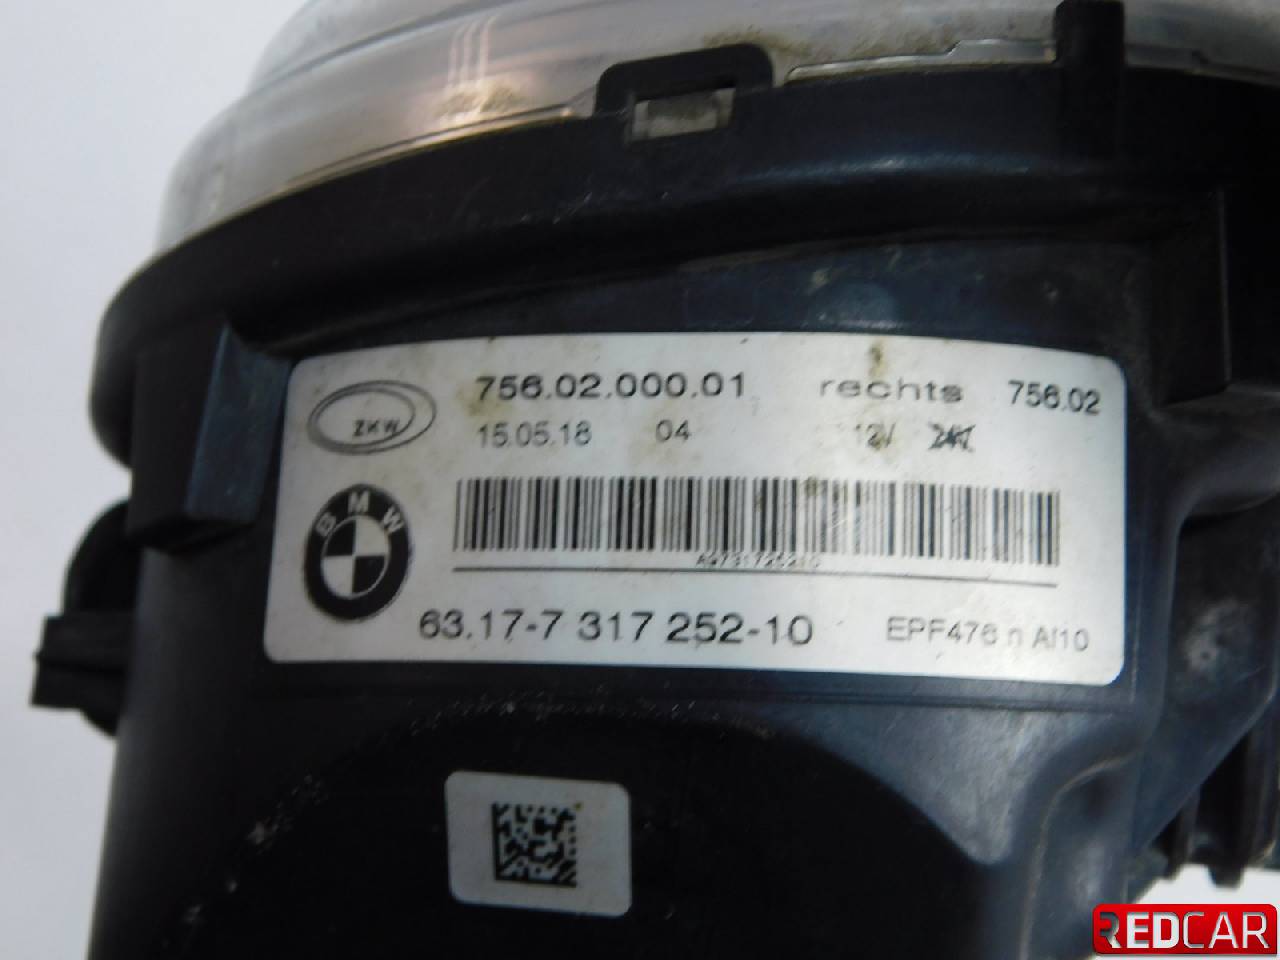 756.02.000.01 rechts 756.02
ZKW
15.05.18 04 12V
BMW
63.17-7 317 252-10 EPF476 n AI10
REDCAR